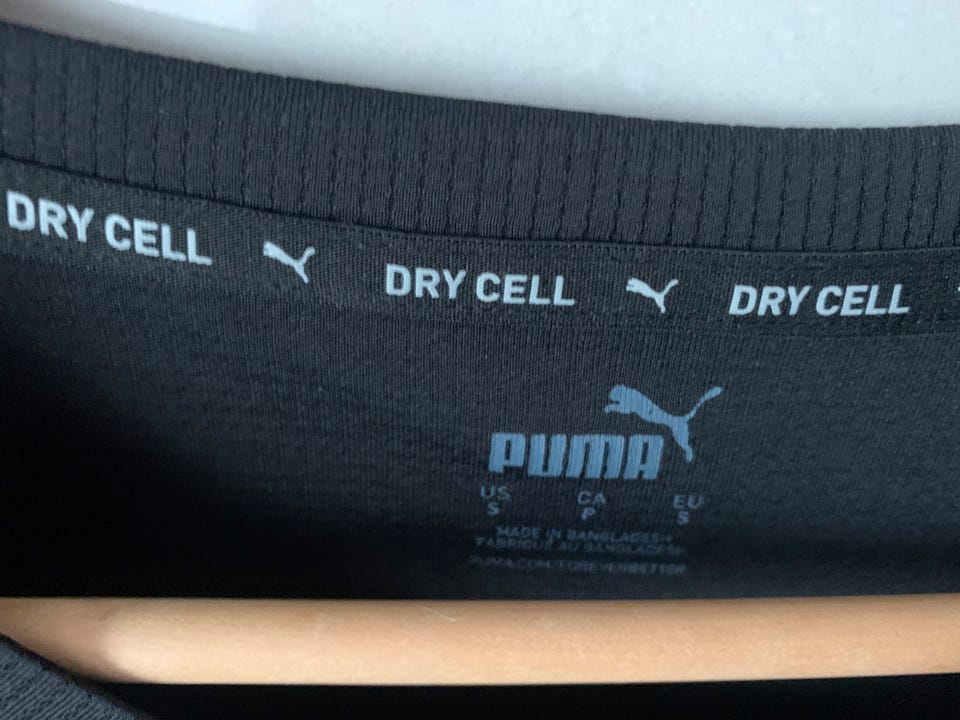 DRY CELL DRY CELL DRY CELL
PUMA
US CA EU
S P S
MADE IN BANGLADESH
FABRIQUÉ AU BANGLADESH
PUMA.COM/FOREVERBETTER